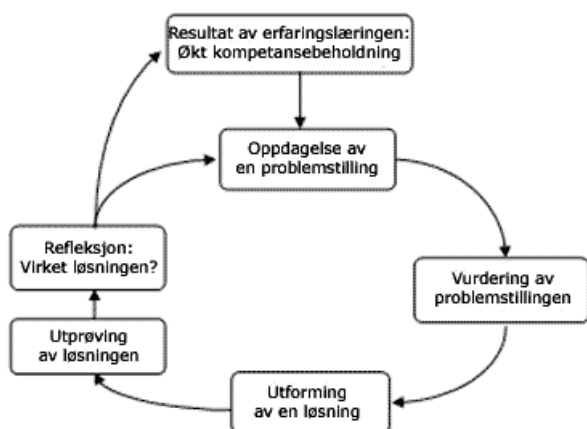 Resultat av erfaringslæringen:
Økt kompetansebeholdning
Oppdagelse av
en problemstilling
Vurdering av
problemstillingen
Utforming
av en løsning
Utprøving
av løsningen
Refleksjon:
Virket løsningen?